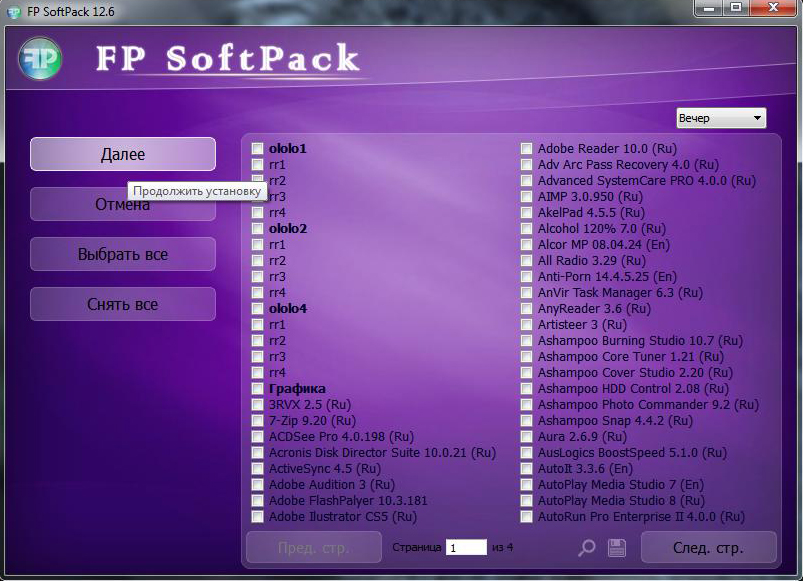 FP SoftPack 12.6
FP
FP SoftPack
Вечер
Далее
Продолжить установку
Отмена
Выбрать все
Снять все
ololo1
rr1
rr2
rr3
rr4
ololo2
rr1
rr2
rr3
rr4
ololo4
rr1
rr2
rr3
rr4
Графика
3RVX 2.5 (Ru)
7-Zip 9.20 (Ru)
ACDSee Pro 4.0.198 (Ru)
Acronis Disk Director Suite 10.0.21 (Ru)
ActiveSync 4.5 (Ru)
Adobe Audition 3 (Ru)
Adobe FlashPalyer 10.3.181
Adobe Ilustrator CS5 (Ru)
Adobe Reader 10.0 (Ru)
Adv Arc Pass Recovery 4.0 (Ru)
Advanced SystemCare PRO 4.0.0 (Ru)
AIMP 3.0.950 (Ru)
AkelPad 4.5.5 (Ru)
Alcohol 120% 7.0 (Ru)
Alcor MP 08.04.24 (En)
All Radio 3.29 (Ru)
Anti-Porn 14.4.5.25 (En)
AnVir Task Manager 6.3 (Ru)
AnyReader 3.6 (Ru)
Artisteer 3 (Ru)
Ashampoo Burning Studio 10.7 (Ru)
Ashampoo Core Tuner 1.21 (Ru)
Ashampoo Cover Studio 2.20 (Ru)
Ashampoo HDD Control 2.08 (Ru)
Ashampoo Photo Commander 9.2 (Ru)
Ashampoo Snap 4.4.2 (Ru)
Aura 2.6.9 (Ru)
AusLogics BoostSpeed 5.1.0 (Ru)
AutoIt 3.3.6 (En)
AutoPlay Media Studio 7 (En)
AutoPlay Media Studio 8 (Ru)
AutoRun Pro Enterprise II 4.0.0 (Ru)
Пред. стр.
Страница 1 из 4
След. стр.